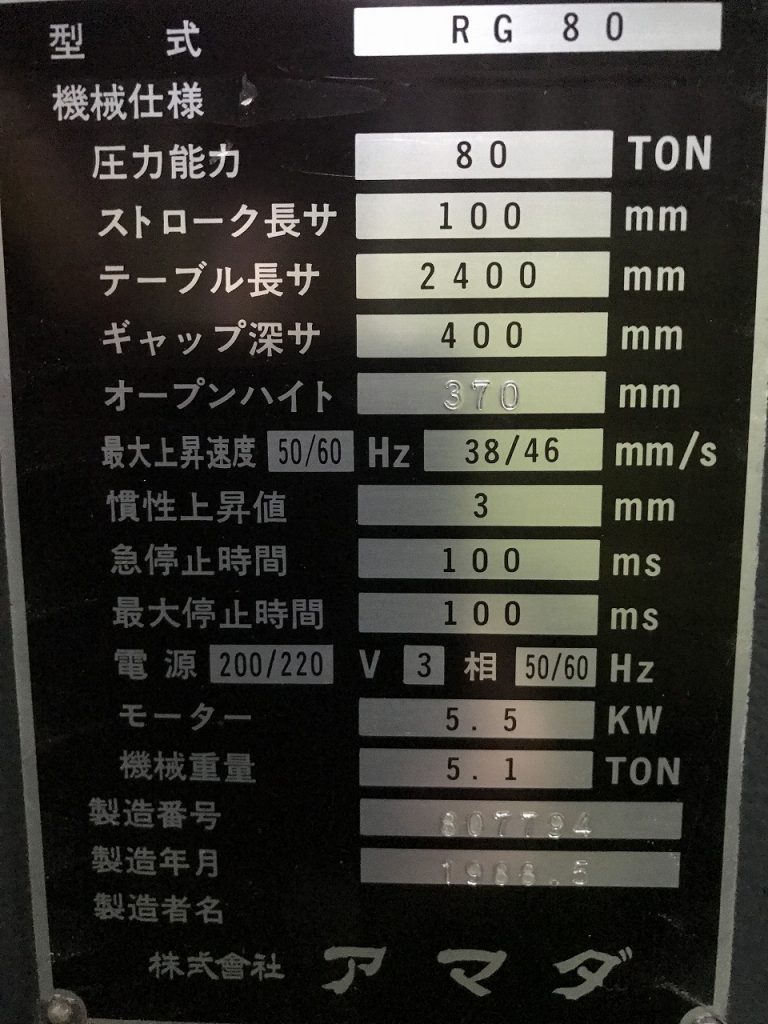 型 式 RG 80
機械仕様
圧力能力 80 TON
ストローク長サ 100 mm
テーブル長サ 2400 mm
ギャップ深サ 400 mm
オープンハイト 370 mm
最大上昇速度 50/60 Hz 38/46 mm/s
慣性上昇値 3 mm
急停止時間 100 ms
最大停止時間 100 ms
電源 200/220 V 3 相 50/60 Hz
モーター 5.5 KW
機械重量 5.1 TON
製造番号 807794
製造年月 1988.5
製造者名
株式會社 アマダ